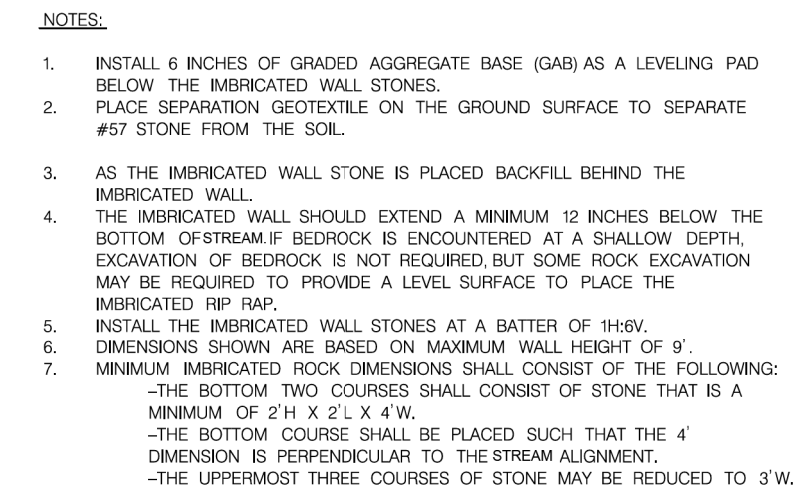 NOTES:
1. INSTALL 6 INCHES OF GRADED AGGREGATE BASE (GAB) AS A LEVELING PAD
BELOW THE IMBRICATED WALL STONES.
2. PLACE SEPARATION GEOTEXTILE ON THE GROUND SURFACE TO SEPARATE
#57 STONE FROM THE SOIL.
3. AS THE IMBRICATED WALL STONE IS PLACED BACKFILL BEHIND THE
IMBRICATED WALL.
4. THE IMBRICATED WALL SHOULD EXTEND A MINIMUM 12 INCHES BELOW THE
BOTTOM OF STREAM. IF BEDROCK IS ENCOUNTERED AT A SHALLOW DEPTH,
EXCAVATION OF BEDROCK IS NOT REQUIRED, BUT SOME ROCK EXCAVATION
MAY BE REQUIRED TO PROVIDE A LEVEL SURFACE TO PLACE THE
IMBRICATED RIP RAP.
5. INSTALL THE IMBRICATED WALL STONES AT A BATTER OF 1H:6V.
6. DIMENSIONS SHOWN ARE BASED ON MAXIMUM WALL HEIGHT OF 9'.
7. MINIMUM IMBRICATED ROCK DIMENSIONS SHALL CONSIST OF THE FOLLOWING:
–THE BOTTOM TWO COURSES SHALL CONSIST OF STONE THAT IS A
MINIMUM OF 2'H X 2'L X 4'W.
–THE BOTTOM COURSE SHALL BE PLACED SUCH THAT THE 4'
DIMENSION IS PERPENDICULAR TO THE STREAM ALIGNMENT.
–THE UPPERMOST THREE COURSES OF STONE MAY BE REDUCED TO 3'W.